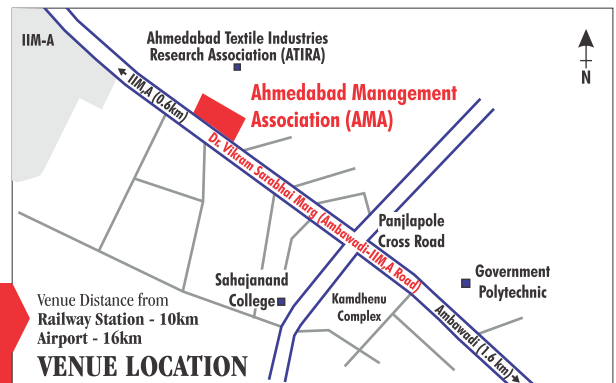 IIM-A
Ahmedabad Textile Industries
Research Association (ATIRA)
IIM,A (0.6km)
Ahmedabad Management
Association (AMA)
N
Dr. Vikram Sarabhai Marg (Ambawadi-IIM,A Road)
Panjlapole
Cross Road
Sahajanand
College
Government
Polytechnic
Kamdhenu
Complex
Ambawadi (1.6 km)
Venue Distance from
Railway Station - 10km
Airport - 16km
VENUE LOCATION